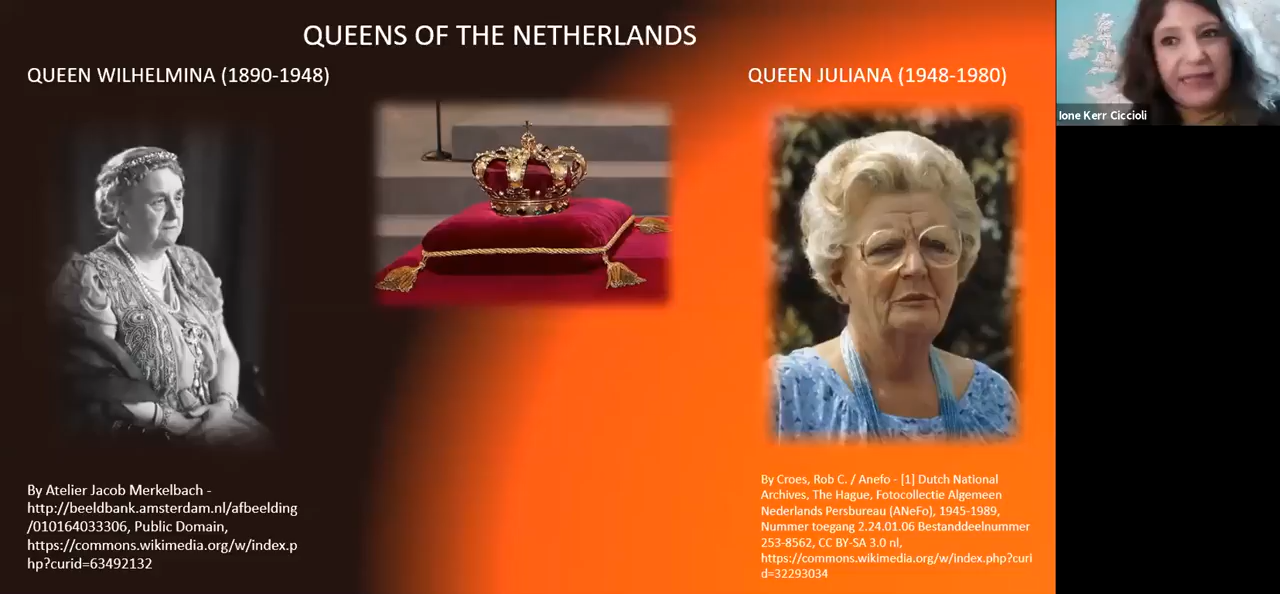 QUEENS OF THE NETHERLANDS
QUEEN WILHELMINA (1890-1948)
QUEEN JULIANA (1948-1980)
Ione Kerr Ciccioli
By Atelier Jacob Merkelbach -
http://beeldbank.amsterdam.nl/afbeelding
/010164033306, Public Domain,
https://commons.wikimedia.org/w/index.p
hp?curid=63492132
By Croes, Rob C. / Anefo - [1] Dutch National
Archives, The Hague, Fotocollectie Algemeen
Nederlands Persbureau (ANeFo), 1945-1989,
Nummer toegang 2.24.01.06 Bestanddeelnummer
253-8562, CC BY-SA 3.0 nl,
https://commons.wikimedia.org/w/index.php?curi
d=32293034